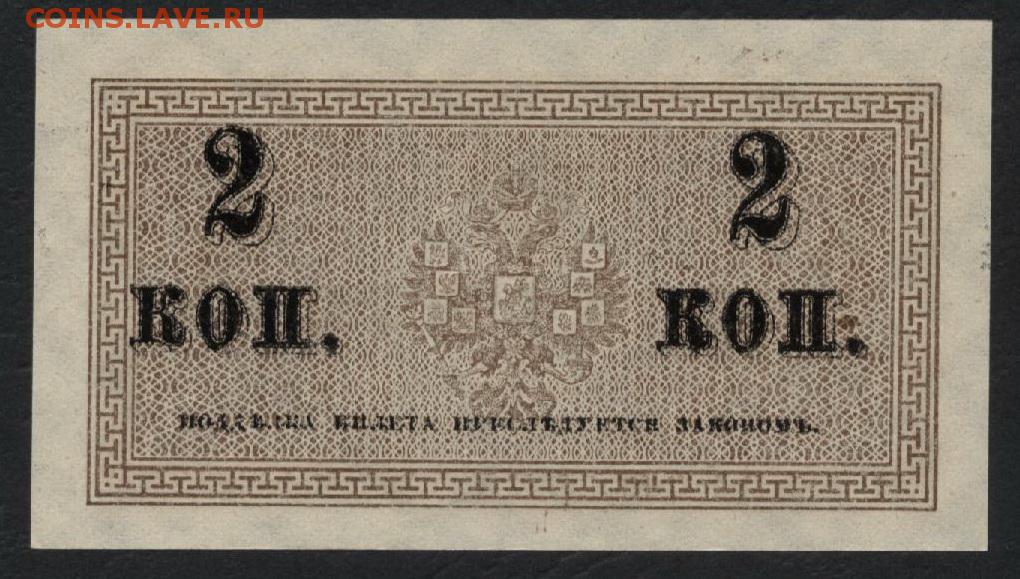 COINS.LAVE.RU
2 2
КОП. КОП.
ПОДДѢЛКА БИЛЕТА ПРЕСЛѢДУЕТСЯ ЗАКОНОМЪ.